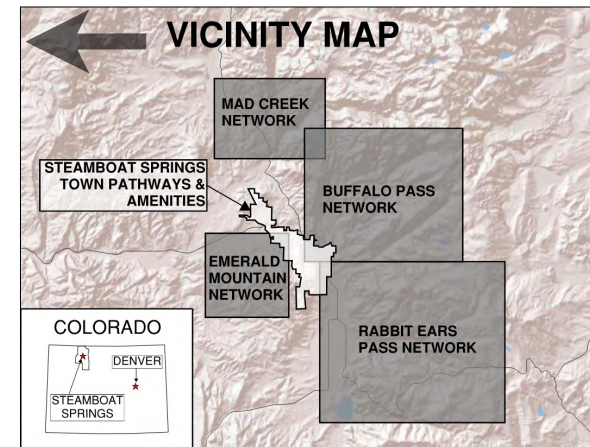 VICINITY MAP
MAD CREEK
NETWORK
STEAMBOAT SPRINGS
TOWN PATHWAYS &
AMENITIES
BUFFALO PASS
NETWORK
EMERALD
MOUNTAIN
NETWORK
RABBIT EARS
PASS NETWORK
COLORADO
DENVER
STEAMBOAT
SPRINGS